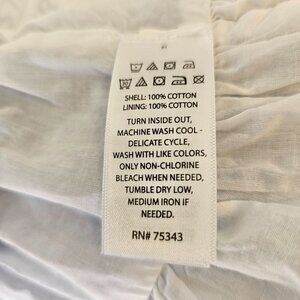 SHELL: 100% COTTON
LINING: 100% COTTON
TURN INSIDE OUT,
MACHINE WASH COOL -
DELICATE CYCLE,
WASH WITH LIKE COLORS,
ONLY NON-CHLORINE
BLEACH WHEN NEEDED,
TUMBLE DRY LOW,
MEDIUM IRON IF
NEEDED.
RN# 75343